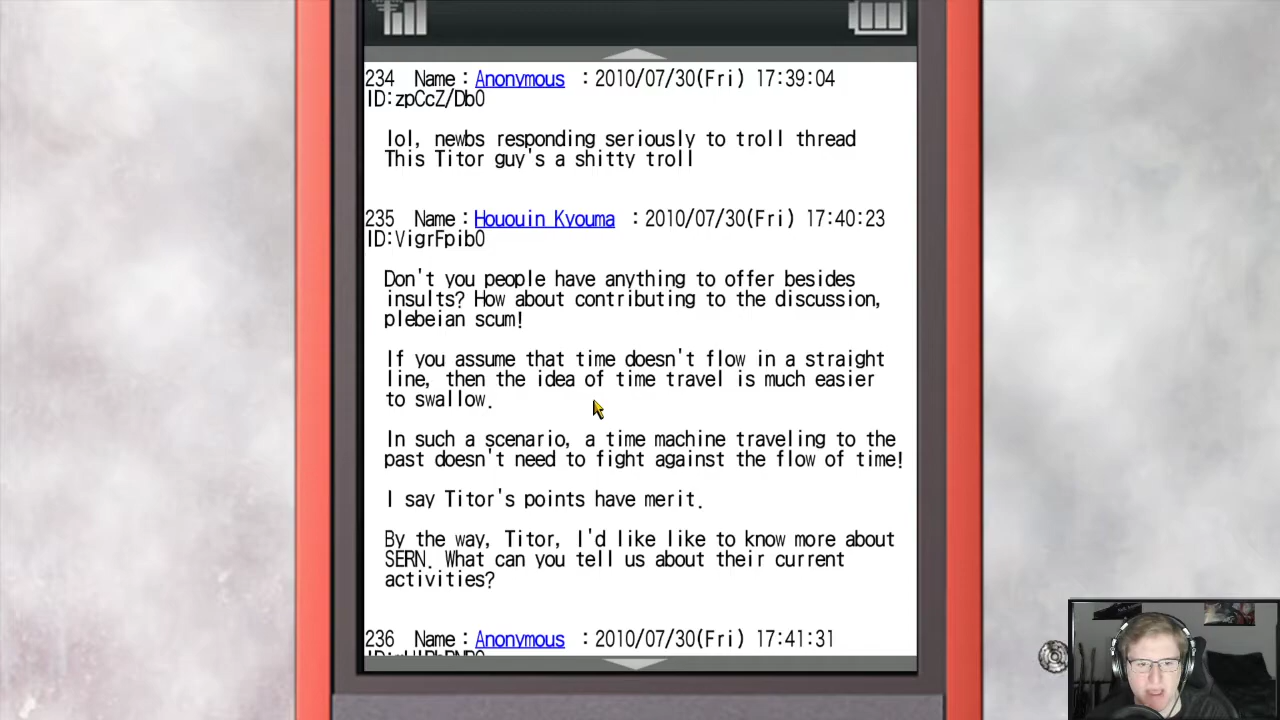 234 Name：Anonymous ：2010/07/30(Fri) 17:39:04
ID:zpCcZ/Db0
lol, newbs responding seriously to troll thread
This Titor guy's a shitty troll
235 Name：Hououin Kyouma ：2010/07/30(Fri) 17:40:23
ID:VigrFpib0
Don't you people have anything to offer besides
insults? How about contributing to the discussion,
plebeian scum!
If you assume that time doesn't flow in a straight
line, then the idea of time travel is much easier
to swallow.
In such a scenario, a time machine traveling to the
past doesn't need to fight against the flow of time!
I say Titor's points have merit.
By the way, Titor, I'd like like to know more about
SERN. What can you tell us about their current
activities?
236 Name：Anonymous ：2010/07/30(Fri) 17:41:31